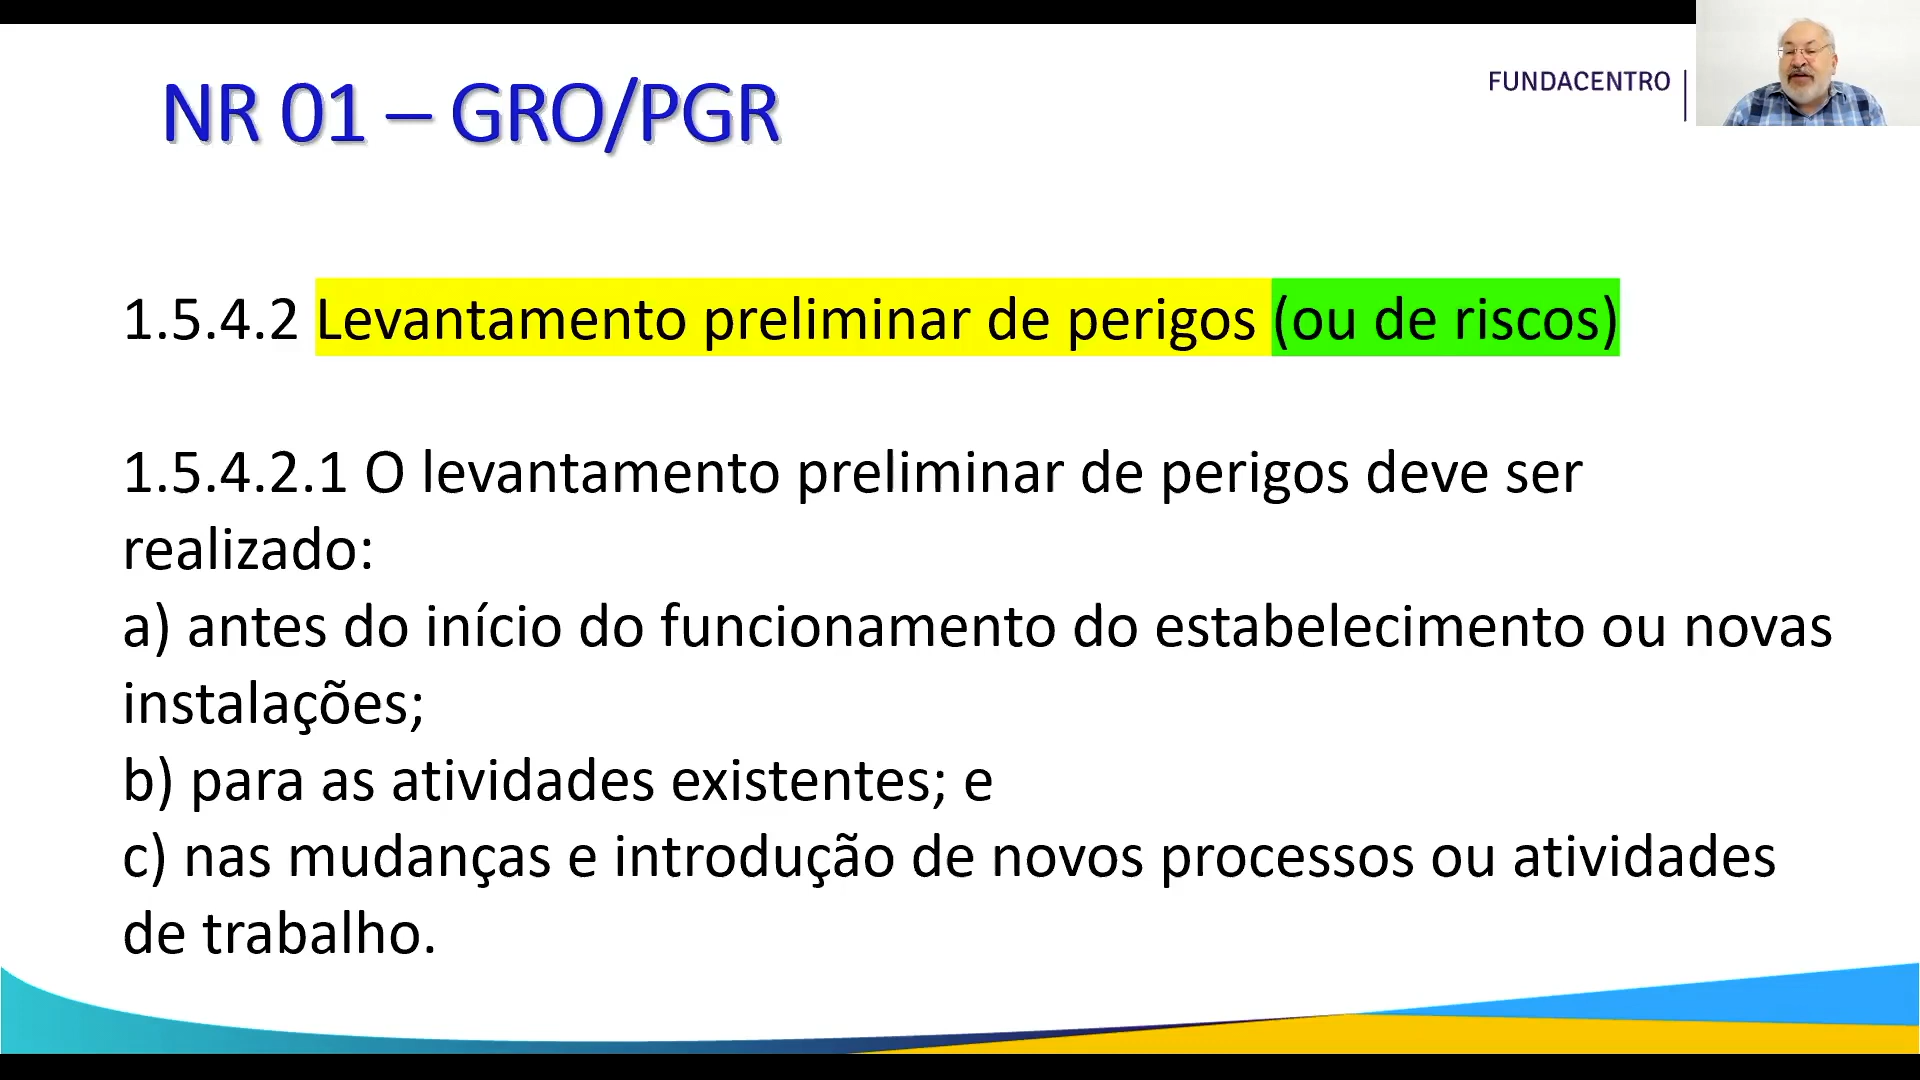 NR 01 – GRO/PGR
FUNDACENTRO
1.5.4.2 Levantamento preliminar de perigos (ou de riscos)
1.5.4.2.1 O levantamento preliminar de perigos deve ser
realizado:
a) antes do início do funcionamento do estabelecimento ou novas
instalações;
b) para as atividades existentes; e
c) nas mudanças e introdução de novos processos ou atividades
de trabalho.